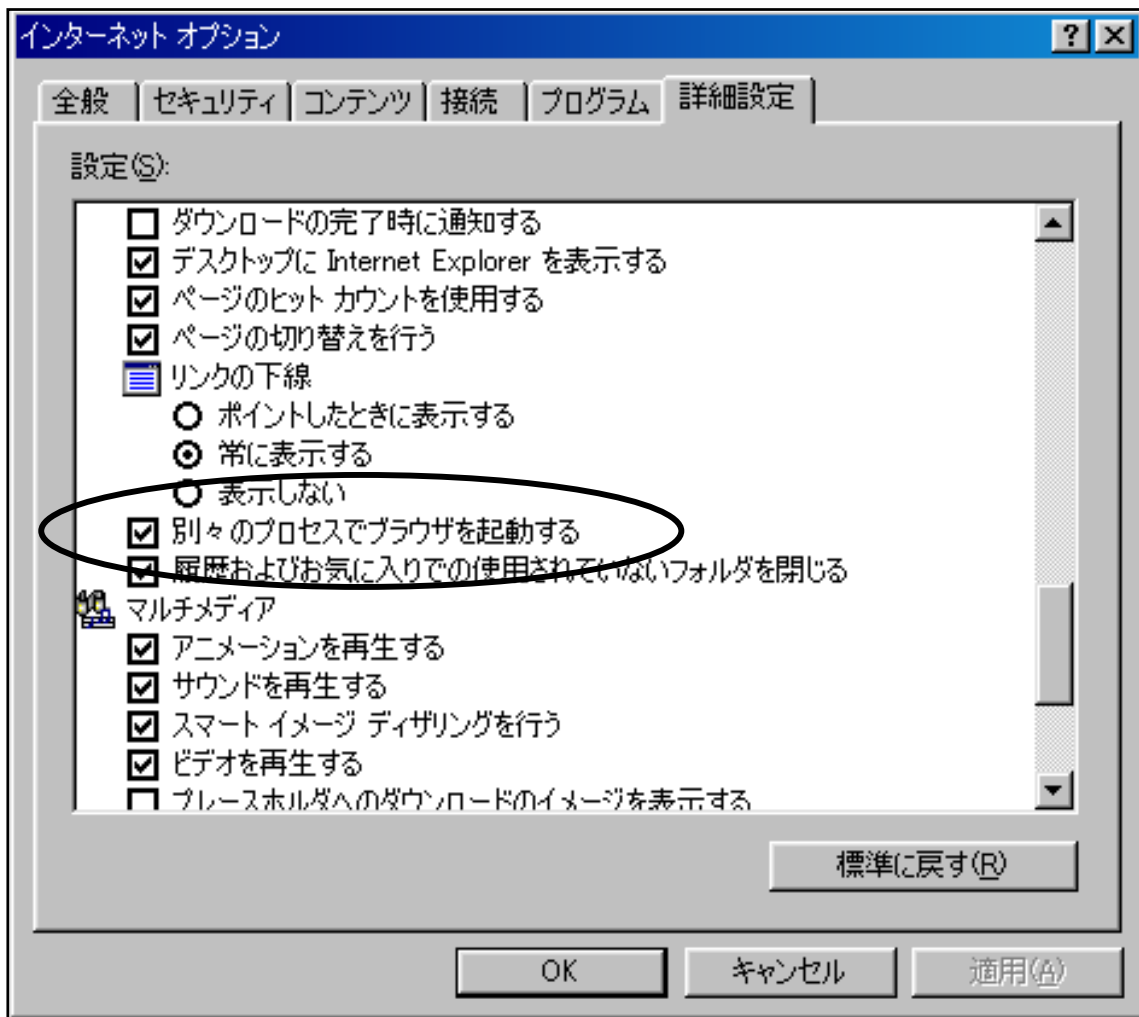 インターネット オプション
全般 セキュリティ コンテンツ 接続 プログラム 詳細設定
設定(S):
ダウンロードの完了時に通知する
デスクトップに Internet Explorer を表示する
ページのヒット カウントを使用する
ページの切り替えを行う
リンクの下線
ポイントしたときに表示する
常に表示する
表示しない
別々のプロセスでブラウザを起動する
履歴およびお気に入りでの使用されていないフォルダを閉じる
マルチメディア
アニメーションを再生する
サウンドを再生する
スマート イメージ ディザリングを行う
ビデオを再生する
プレースホルダへのダウンロードのイメージを表示する
標準に戻す(R)
OK キャンセル 適用(A)